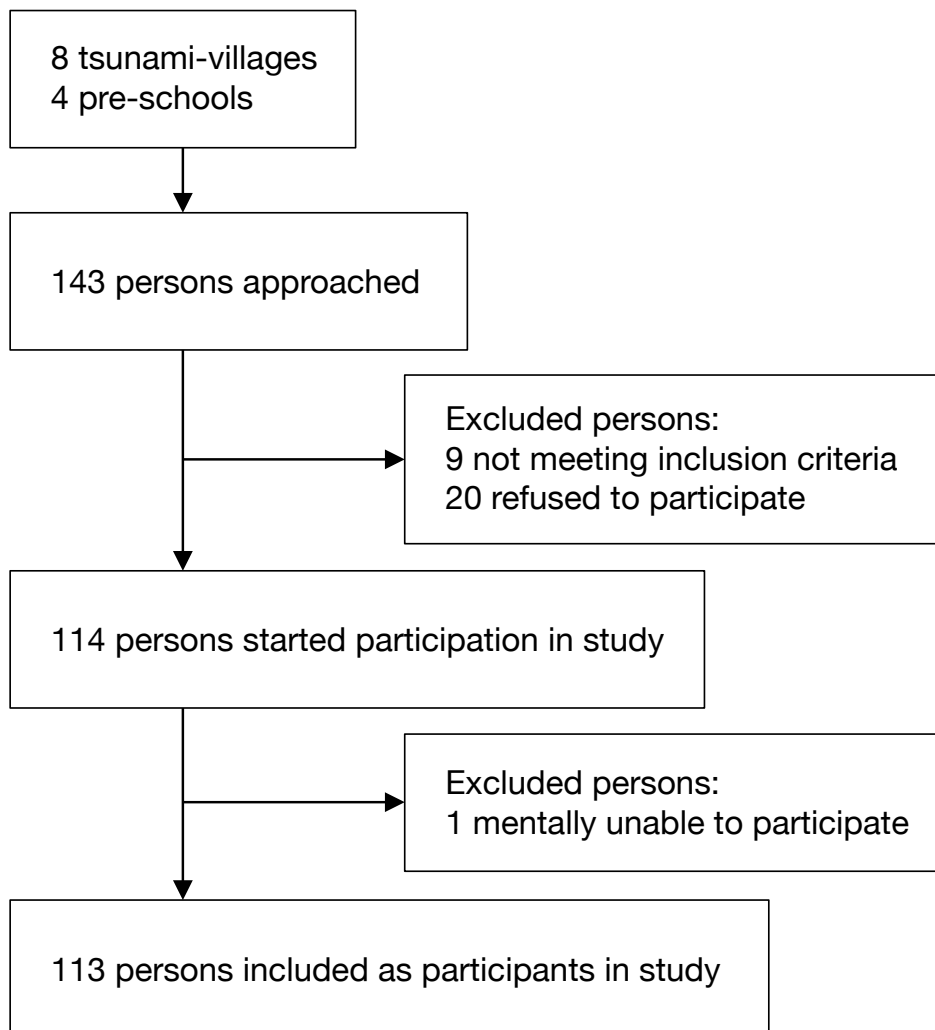 8 tsunami-villages
4 pre-schools
143 persons approached
Excluded persons:
9 not meeting inclusion criteria
20 refused to participate
114 persons started participation in study
Excluded persons:
1 mentally unable to participate
113 persons included as participants in study